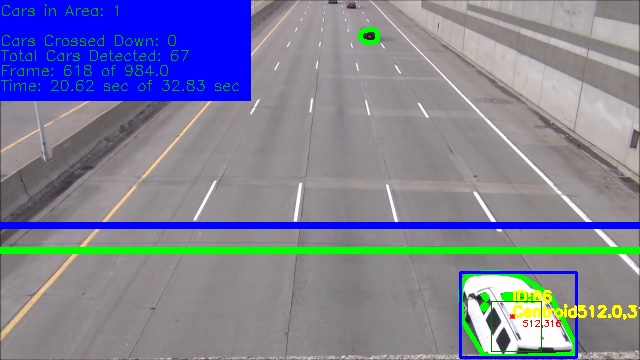 Cars in Area: 1
Cars Crossed Down: 0
Total Cars Detected: 67
Frame: 618 of 984.0
Time: 20.62 sec of 32.83 sec
Centroid512.0,3
512,316